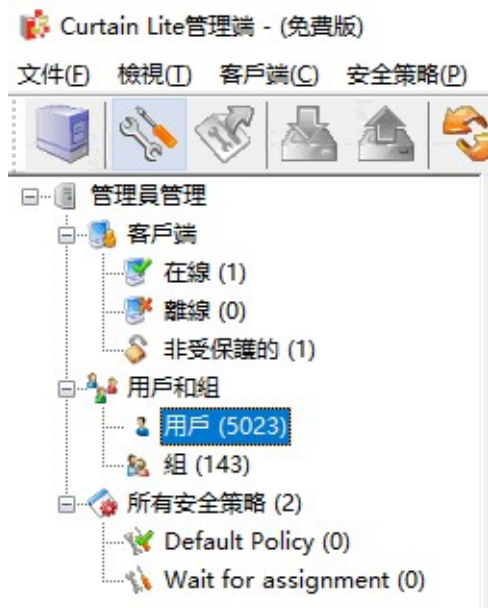 Curtain Lite管理端 - (免費版)
文件(F) 檢視(T) 客戶端(C) 安全策略(P)
管理員管理
客戶端
在線 (1)
離線 (0)
非受保護的 (1)
用戶和組
用戶 (5023)
組 (143)
所有安全策略 (2)
Default Policy (0)
Wait for assignment (0)